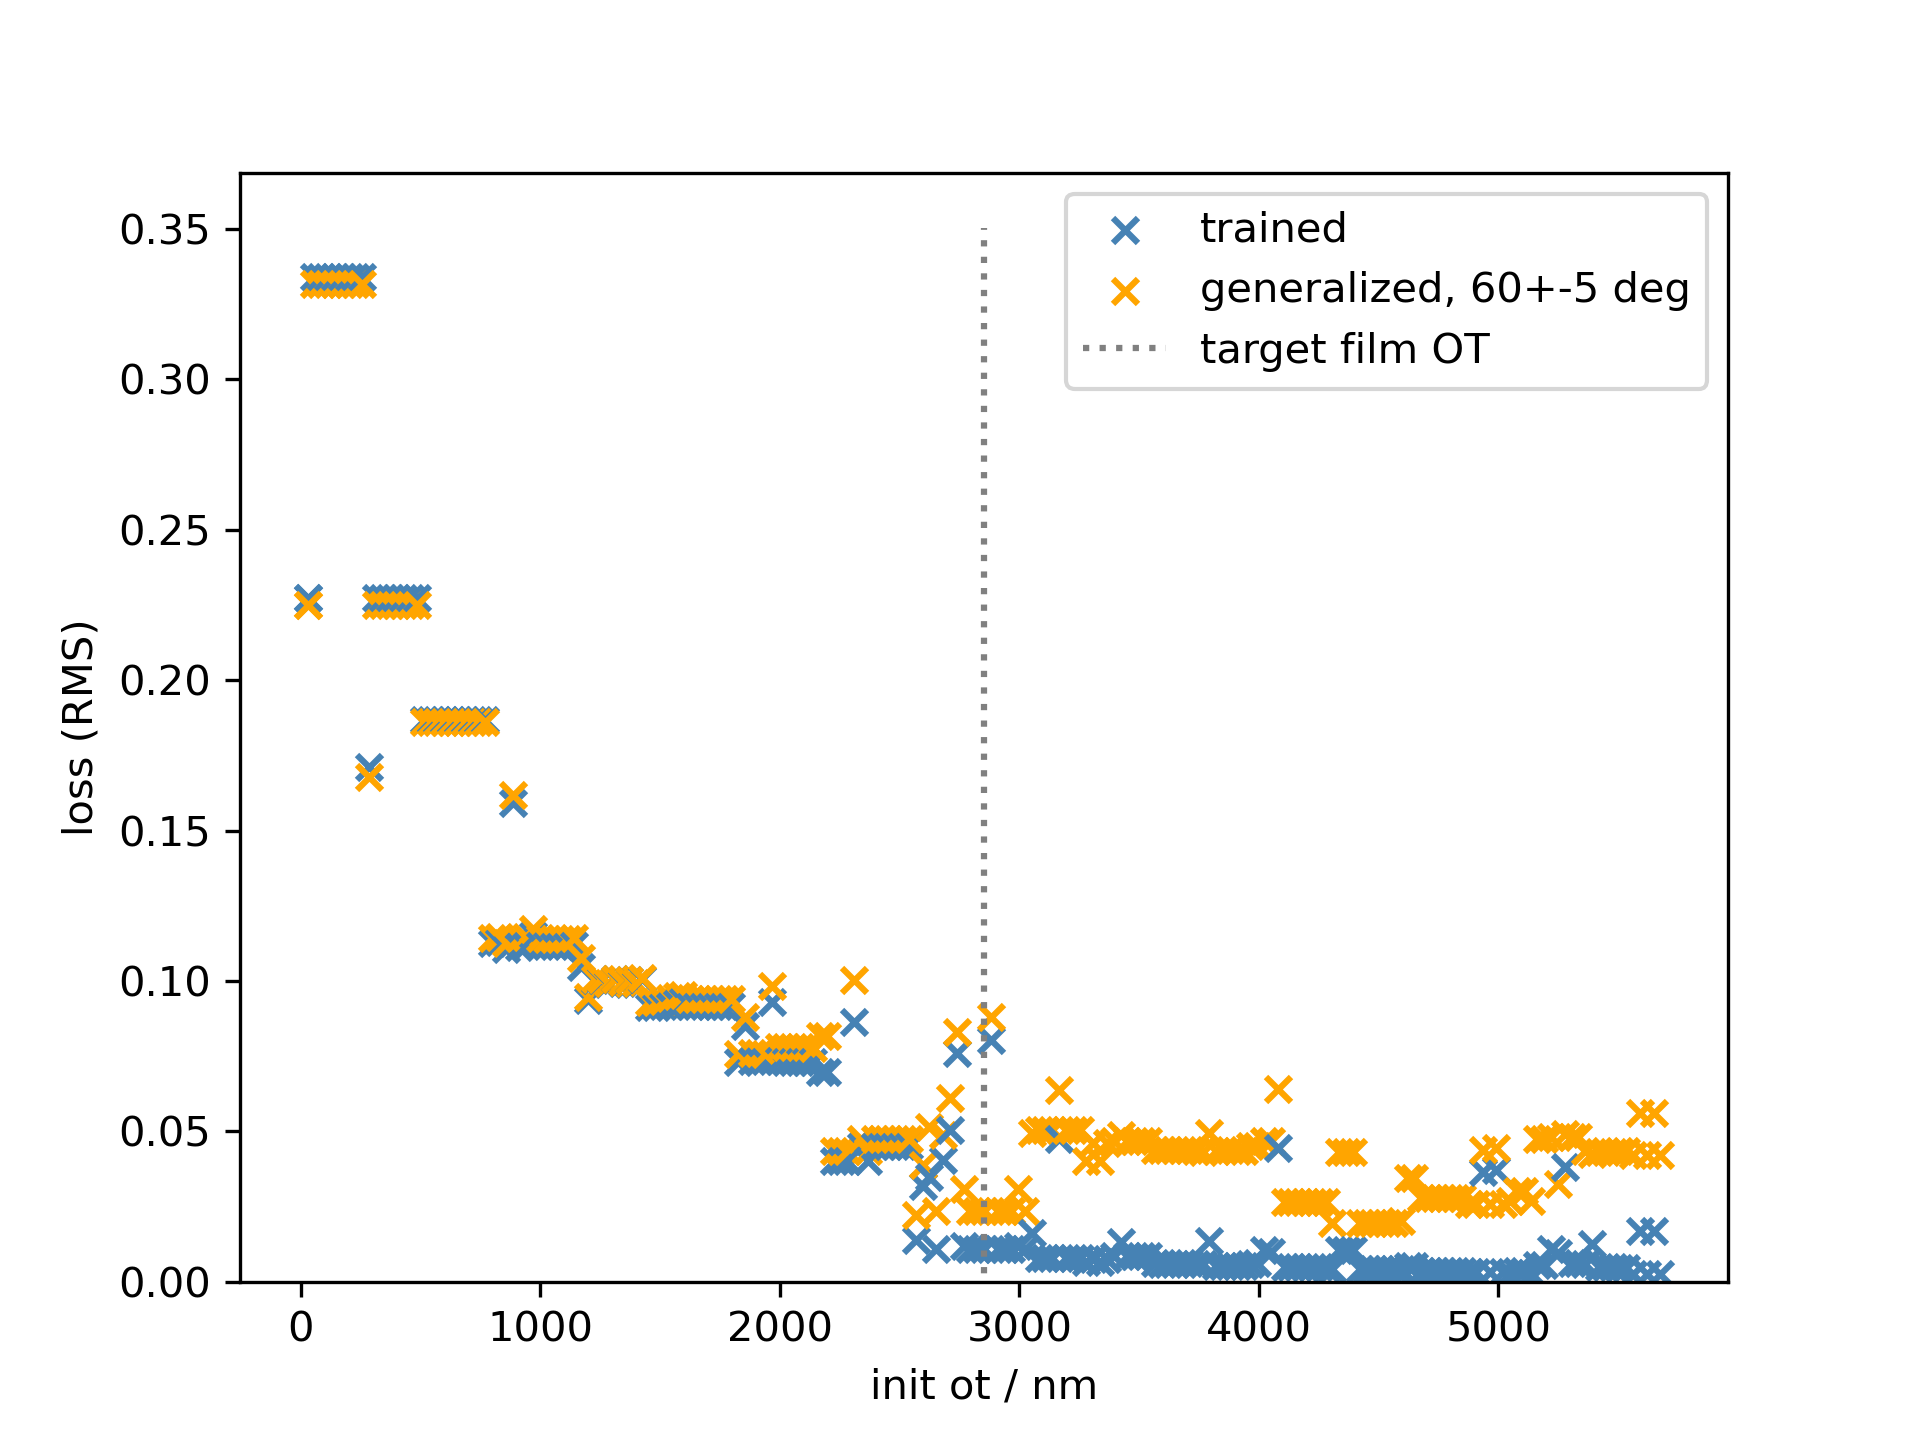 0.35
0.30
0.25
0.20
0.15
0.10
0.05
0.00
loss (RMS)
trained
generalized, 60+-5 deg
target film OT
0 1000 2000 3000 4000 5000
init ot / nm